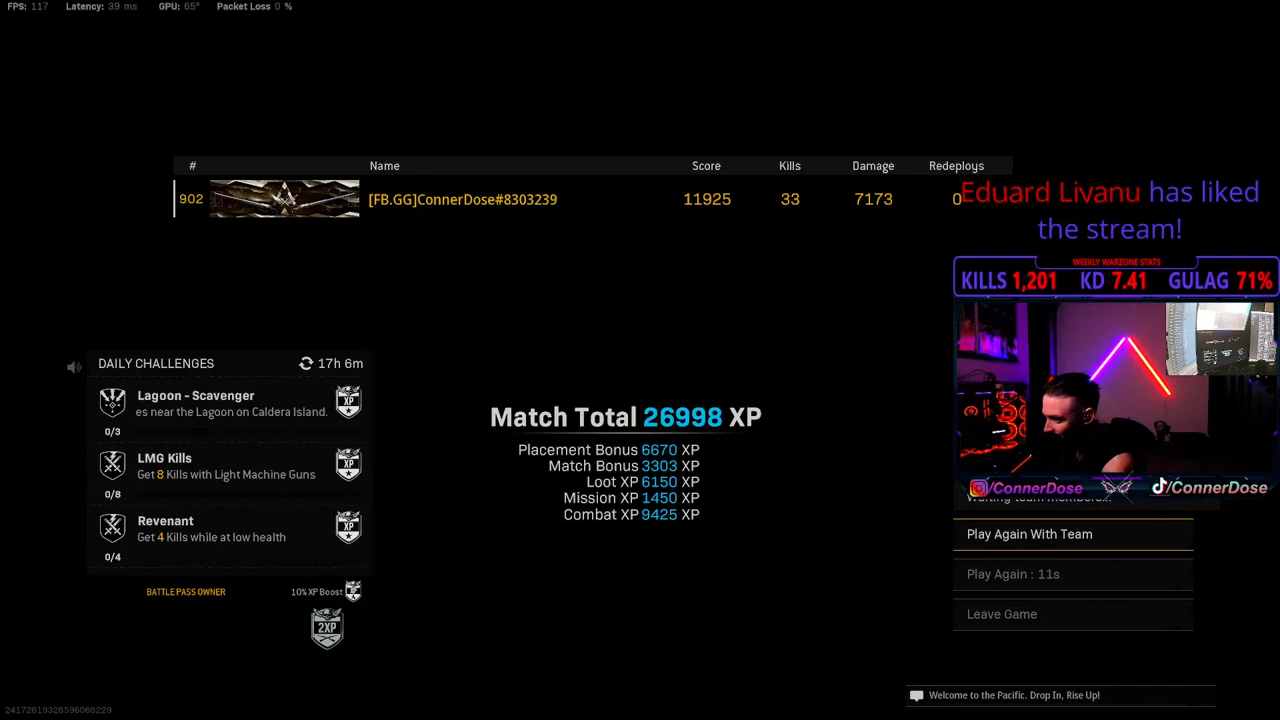 FPS: 117 Latency: 39 ms GPU: 65° Packet Loss 0 %
# Name Score Kills Damage Redeploys
902 [FB.GG]ConnerDose#8303239 11925 33 7173 0
Eduard Livanu has liked
the stream!
WEEKLY WARZONE STATS
KILLS 1,201 KD 7.41 GULAG 71%
DAILY CHALLENGES 17h 6m
Lagoon - Scavenger
es near the Lagoon on Caldera Island.
XP
0/3
LMG Kills
Get 8 Kills with Light Machine Guns
XP
0/8
Revenant
Get 4 Kills while at low health
XP
0/4
BATTLE PASS OWNER 10% XP Boost
2XP
Match Total 26998 XP
Placement Bonus 6670 XP
Match Bonus 3303 XP
Loot XP 6150 XP
Mission XP 1450 XP
Combat XP 9425 XP
/ConnerDose /ConnerDose
Waiting team members...
Play Again With Team
Play Again : 11s
Leave Game
Welcome to the Pacific. Drop In, Rise Up!